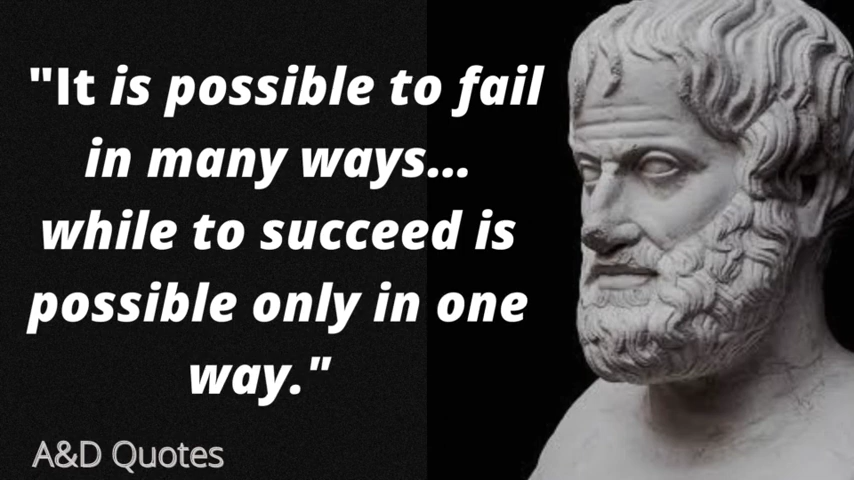 "It is possible to fail
in many ways...
while to succeed is
possible only in one
way."
A&D Quotes